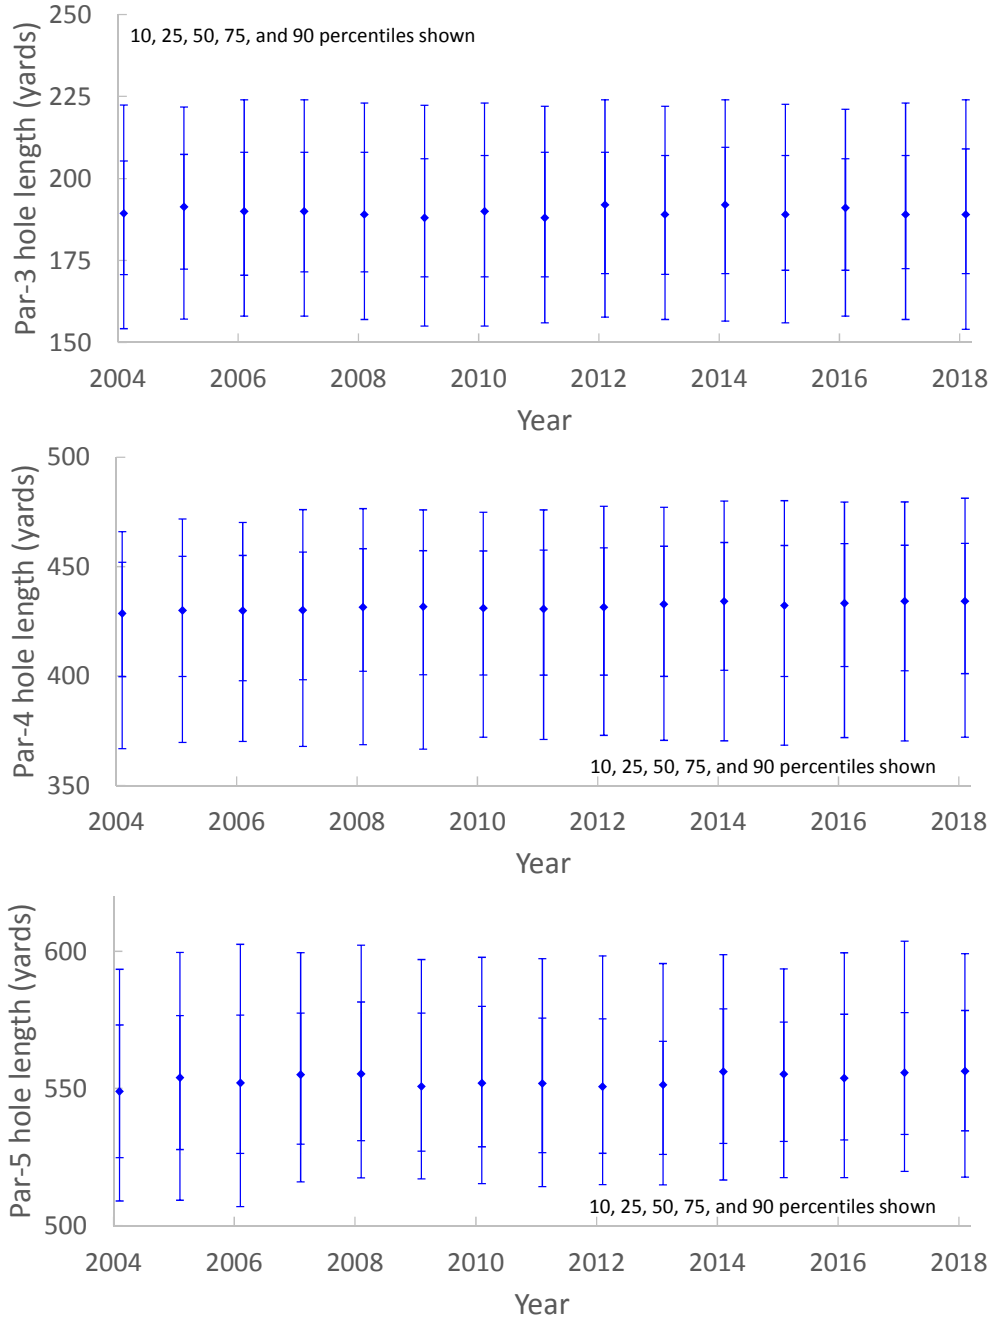 Par-3 hole length (yards)
10, 25, 50, 75, and 90 percentiles shown
250
225
200
175
150
2004 2006 2008 2010 2012 2014 2016 2018
Year
Par-4 hole length (yards)
500
450
400
350
10, 25, 50, 75, and 90 percentiles shown
2004 2006 2008 2010 2012 2014 2016 2018
Year
Par-5 hole length (yards)
600
550
500
10, 25, 50, 75, and 90 percentiles shown
2004 2006 2008 2010 2012 2014 2016 2018
Year